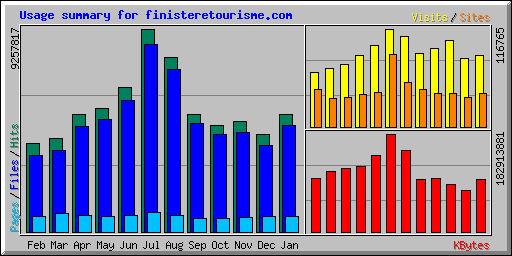 Usage summary for finisteretourisme.com
Visits / Sites
9257817
116765
Pages / Files / Hits
182913881
Feb Mar Apr May Jun Jul Aug Sep Oct Nov Dec Jan
KBytes